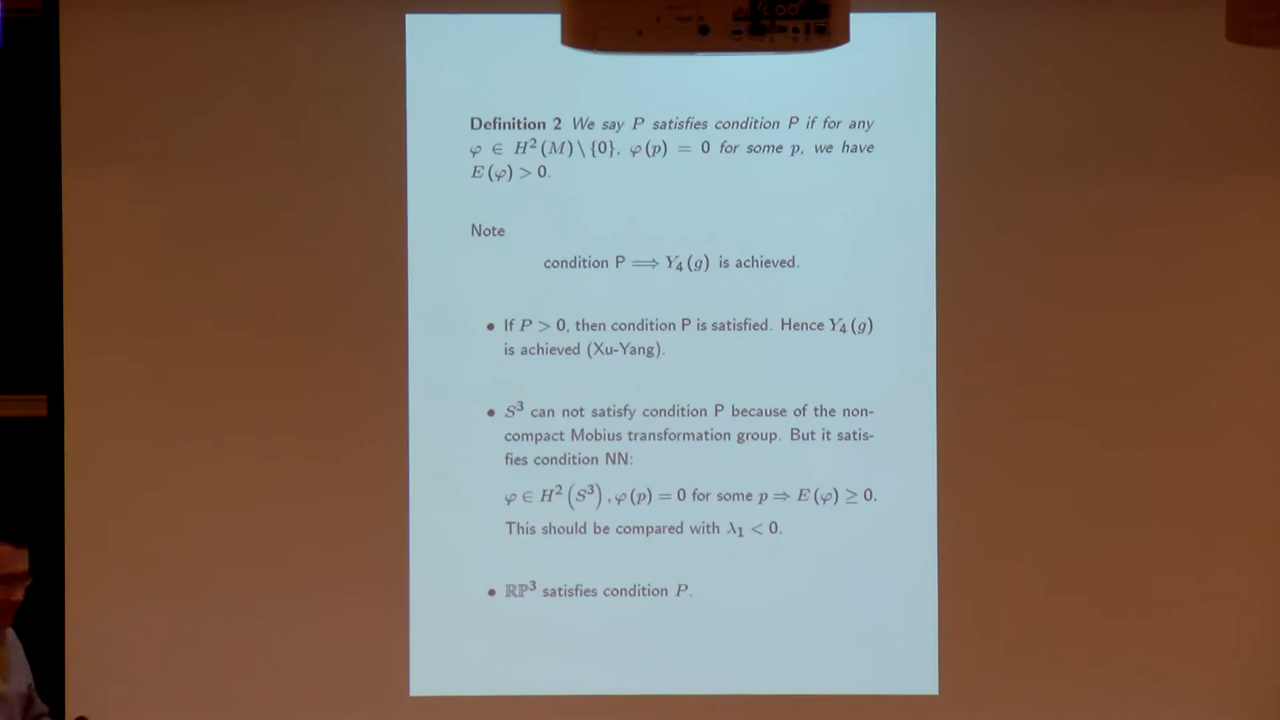 Definition 2 We say P satisfies condition P if for any
φ ∈ H²(M)\{0}, φ(p) = 0 for some p, we have
E(φ) > 0.
Note
condition P ⟹ Y₄(g) is achieved.
• If P > 0, then condition P is satisfied. Hence Y₄(g)
is achieved (Xu-Yang).
• S³ can not satisfy condition P because of the non-
compact Mobius transformation group. But it satis-
fies condition NN:
φ ∈ H²(S³), φ(p) = 0 for some p ⇒ E(φ) ≥ 0.
This should be compared with λ₁ < 0.
• ℝℙ³ satisfies condition P.